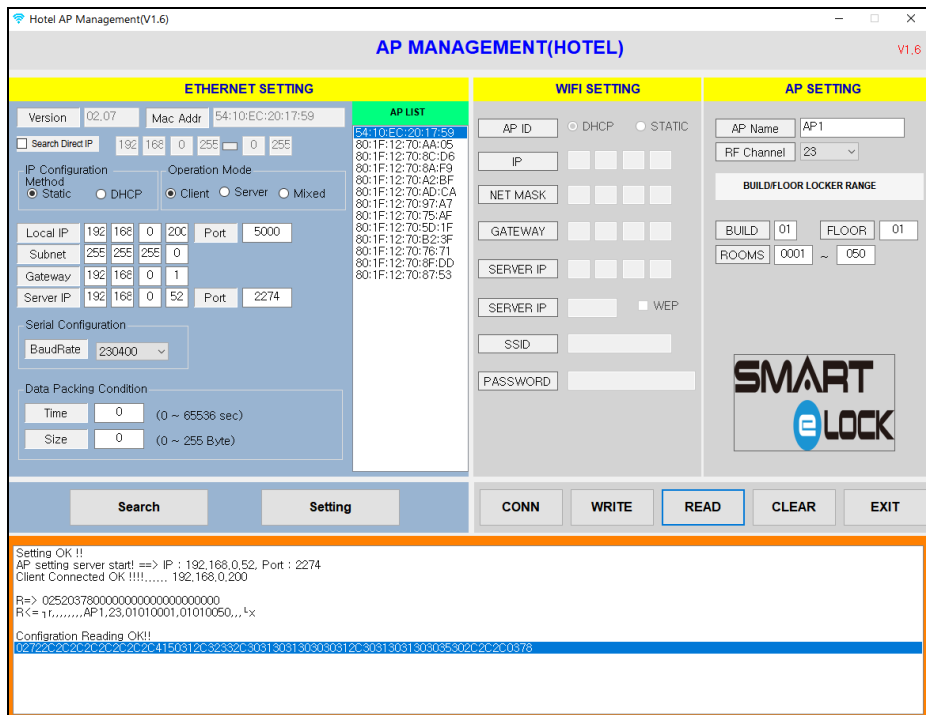 Hotel AP Management(V1.6)
AP MANAGEMENT(HOTEL)
V1.6
ETHERNET SETTING
WIFI SETTING
AP SETTING
Version 02.07 Mac Addr 54:10:EC:20:17:59
Search Direct IP 192 168 0 255 0 255
IP Configuration Method
Static DHCP
Operation Mode
Client Server Mixed
Local IP 192 168 0 200 Port 5000
Subnet 255 255 255 0
Gateway 192 168 0 1
Server IP 192 168 0 52 Port 2274
Serial Configuration
BaudRate 230400
Data Packing Condition
Time 0 (0 ~ 65536 sec)
Size 0 (0 ~ 255 Byte)
AP LIST
54:10:EC:20:17:59
80:1F:12:70:AA:05
80:1F:12:70:8C:D6
80:1F:12:70:8A:F9
80:1F:12:70:A2:BF
80:1F:12:70:AD:CA
80:1F:12:70:97:A7
80:1F:12:70:75:AF
80:1F:12:70:5D:1F
80:1F:12:70:B2:3F
80:1F:12:70:76:71
80:1F:12:70:8F:DD
80:1F:12:70:87:53
AP ID DHCP STATIC
IP
NET MASK
GATEWAY
SERVER IP
SERVER IP WEP
SSID
PASSWORD
AP Name AP1
RF Channel 23
BUILD/FLOOR LOCKER RANGE
BUILD 01 FLOOR 01
ROOMS 0001 ~ 050
SMART
e LOCK
Search Setting
CONN WRITE READ CLEAR EXIT
Setting OK !!
AP setting server start! ==> IP : 192,168,0,52, Port : 2274
Client Connected OK !!!!...... 192,168,0,200
R=> 0252037800000000000000000000
R<= ┐r,,,,,,,,AP1,23,01010001,01010050,,,└x
Configration Reading OK!!
02722C2C2C2C2C2C2C2C4150312C32332C30313031303030312C30313031303035302C2C2C0378